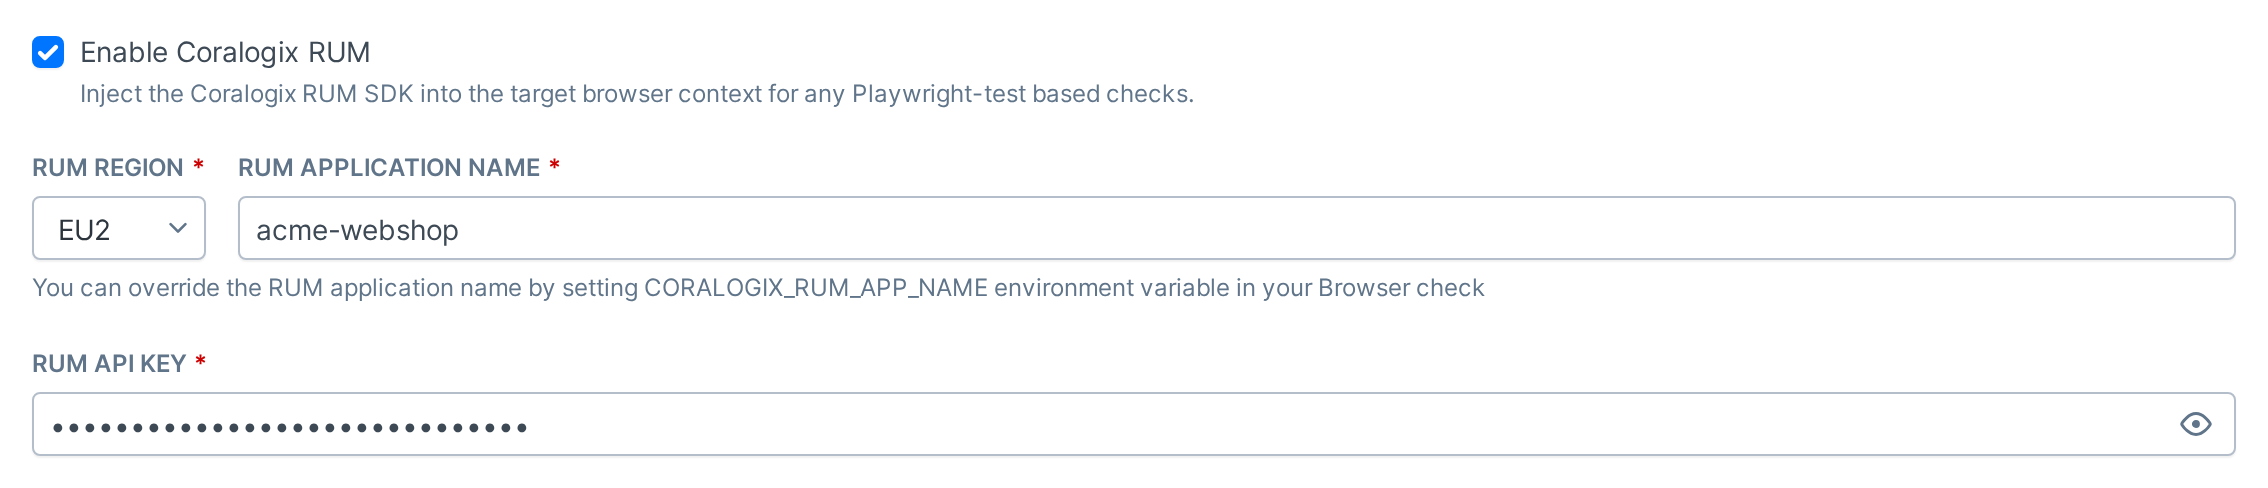 Enable Coralogix RUM
Inject the Coralogix RUM SDK into the target browser context for any Playwright-test based checks.
RUM REGION * RUM APPLICATION NAME *
EU2 acme-webshop
You can override the RUM application name by setting CORALOGIX_RUM_APP_NAME environment variable in your Browser check
RUM API KEY *
••••••••••••••••••••••••••••••